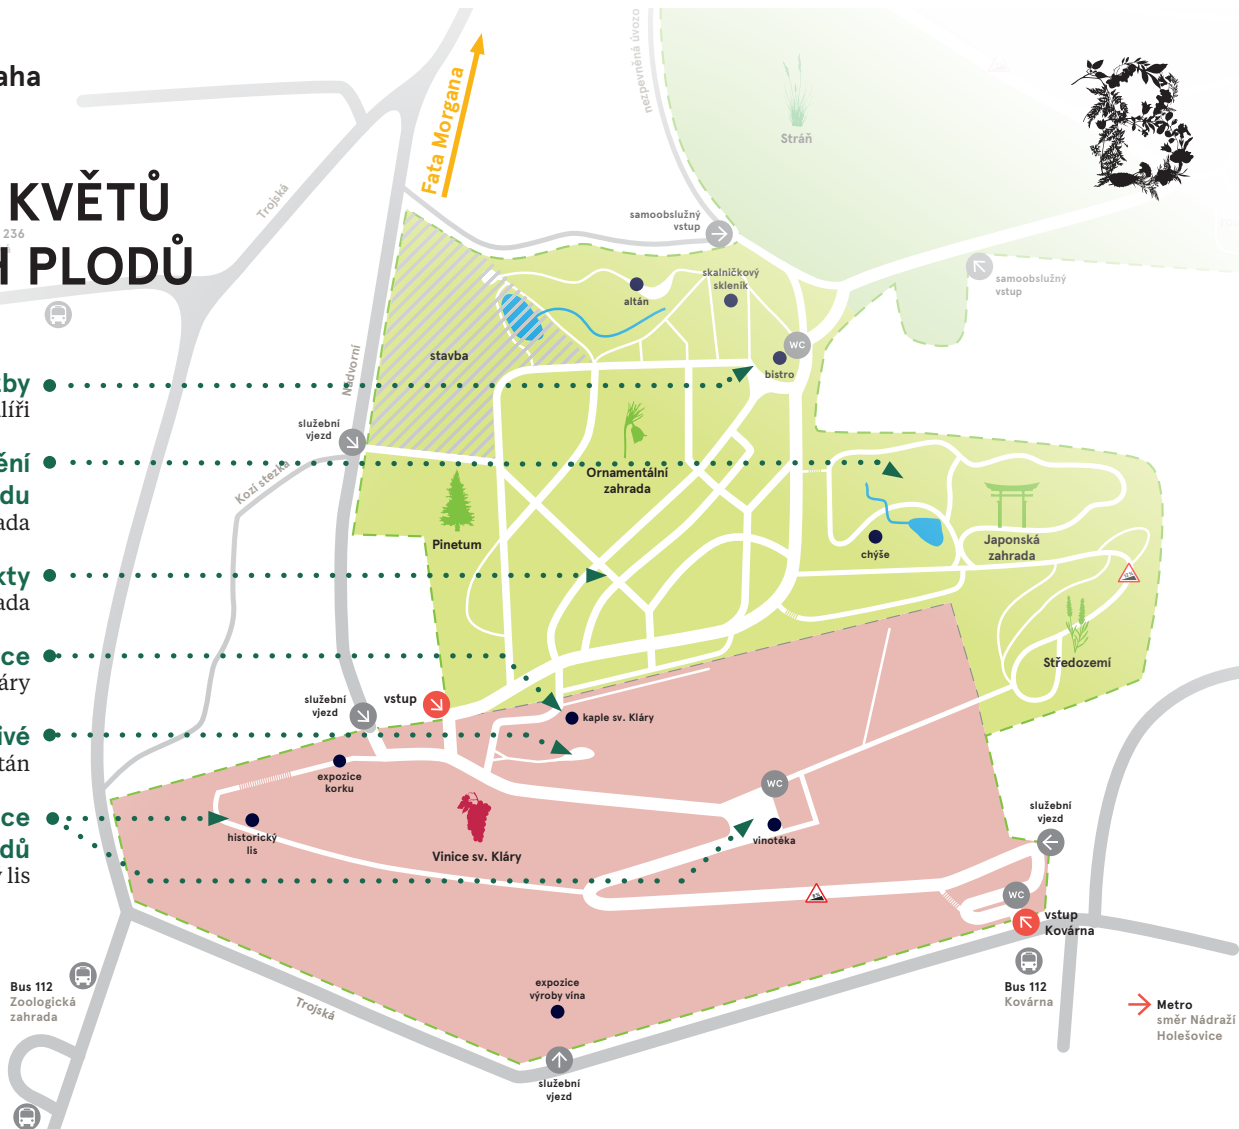 aha
KVĚTŮ
H PLODŮ
236
Trojská
Fata Morgana
nezpevněná úvozo
Stráň
samoobslužný
vstup
samoobslužný
vstup
skalničkový
skleník
altán
WC
bistro
stavba
Nádvorní
služební
vjezd
Kozí stezka
Ornamentální
zahrada
Pinetum
chýše
Japonská
zahrada
Středozemí
žby
líři
ění
du
ada
kty
ada
ce
áry
ivé
tán
ce
dů
lis
služební
vjezd
vstup
kaple sv. Kláry
expozice
korku
historický
lis
Vinice sv. Kláry
WC
vinotéka
služební
vjezd
WC
vstup
Kovárna
Bus 112
Kovárna
Metro
směr Nádraží
Holešovice
Bus 112
Zoologická
zahrada
Trojská
expozice
výroby vína
služební
vjezd